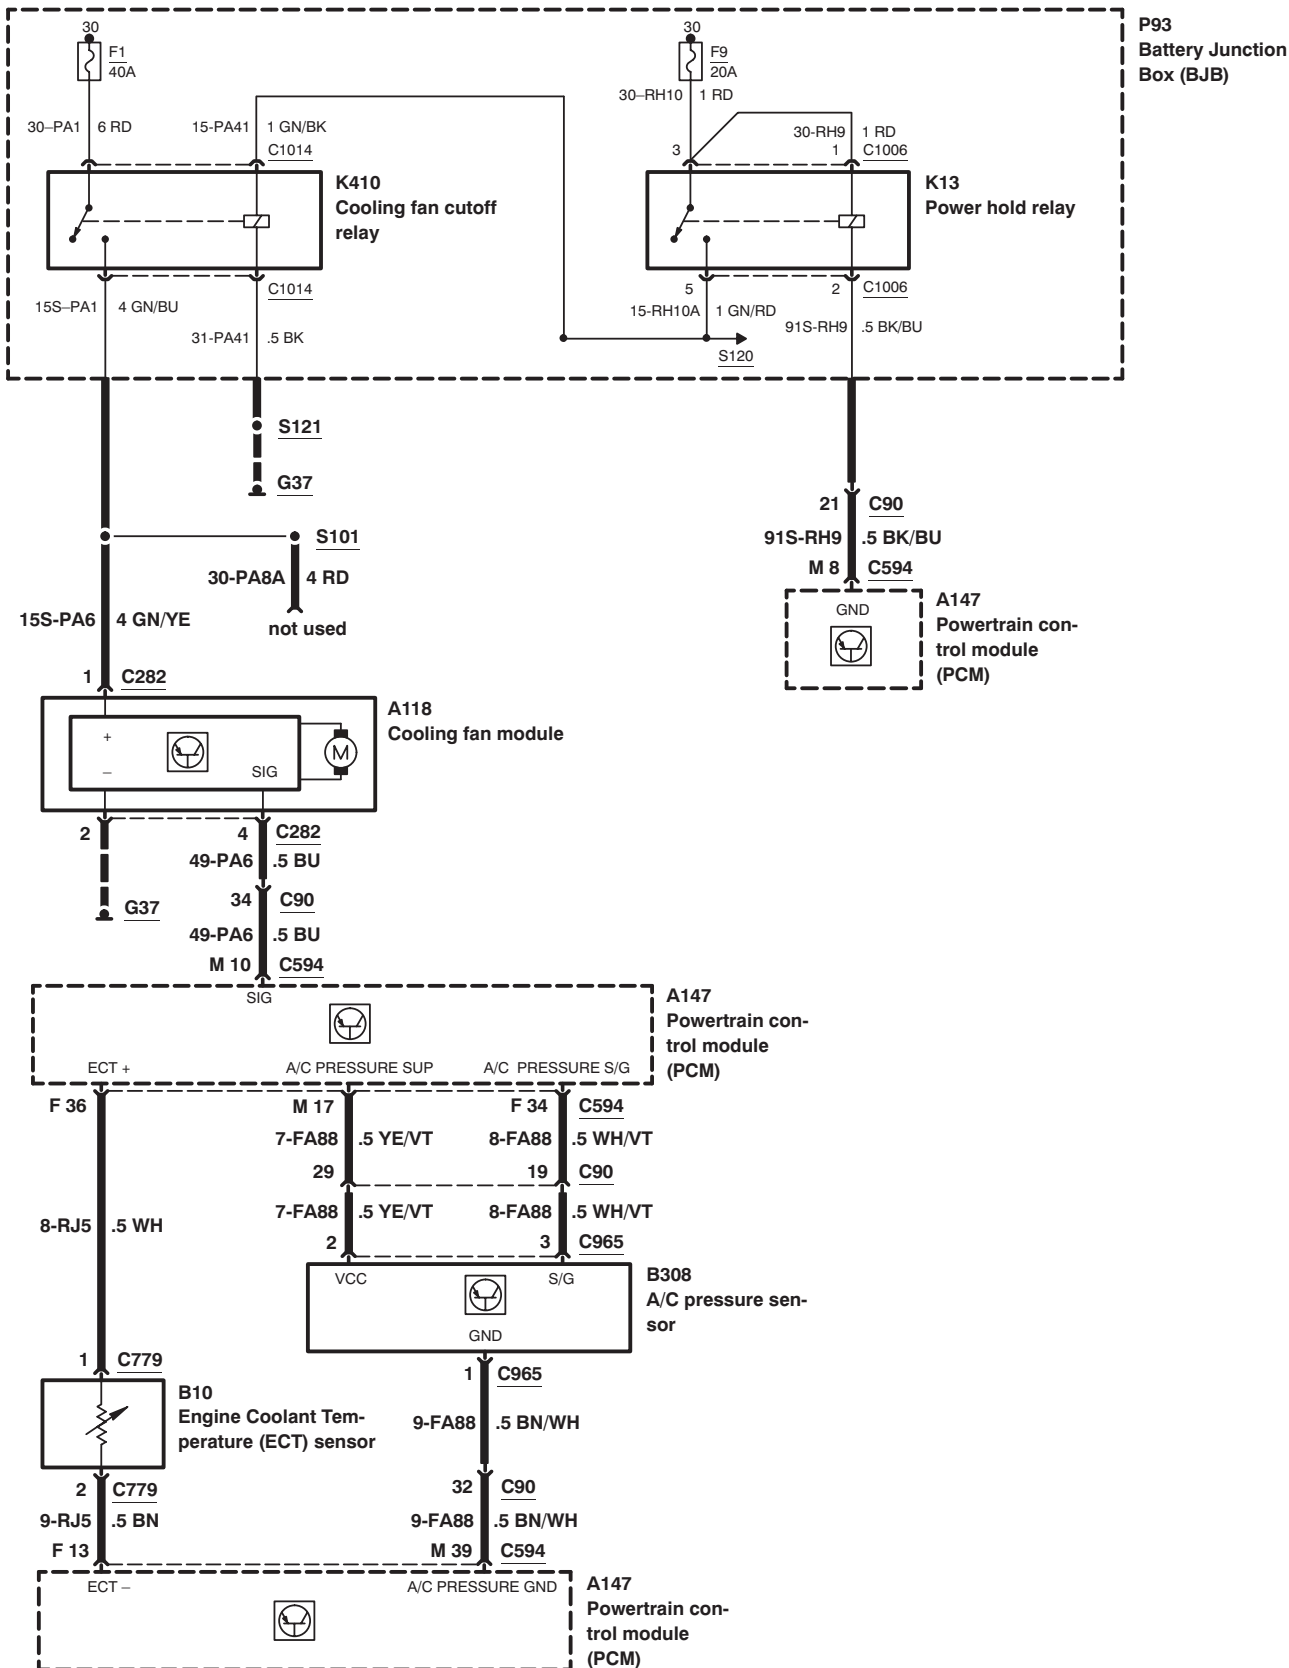 P93
Battery Junction
Box (BJB)
30
F1
40A
30
F9
20A
30–RH10 1 RD
30–PA1 6 RD
15-PA41 1 GN/BK
C1014
30-RH9 1 RD
3
1 C1006
K410
Cooling fan cutoff
relay
K13
Power hold relay
C1014
5
2 C1006
15S–PA1 4 GN/BU
15-RH10A 1 GN/RD
31-PA41 .5 BK
91S-RH9 .5 BK/BU
S120
S121
G37
21 C90
S101
91S-RH9 .5 BK/BU
M 8 C594
30-PA8A 4 RD
not used
15S-PA6 4 GN/YE
GND
A147
Powertrain con-
trol module
(PCM)
1 C282
A118
Cooling fan module
+
–
SIG
M
2
4 C282
49-PA6 .5 BU
34 C90
G37
49-PA6 .5 BU
M 10 C594
SIG
A147
Powertrain con-
trol module
(PCM)
ECT +
A/C PRESSURE SUP
A/C PRESSURE S/G
F 36
M 17
F 34 C594
7-FA88 .5 YE/VT
8-FA88 .5 WH/VT
29
19 C90
7-FA88 .5 YE/VT
8-FA88 .5 WH/VT
8-RJ5 .5 WH
2
3 C965
VCC
S/G
GND
B308
A/C pressure sen-
sor
1 C779
1 C965
B10
Engine Coolant Tem-
perature (ECT) sensor
9-FA88 .5 BN/WH
2 C779
32 C90
9-RJ5 .5 BN
9-FA88 .5 BN/WH
F 13
M 39 C594
ECT –
A/C PRESSURE GND
A147
Powertrain con-
trol module
(PCM)